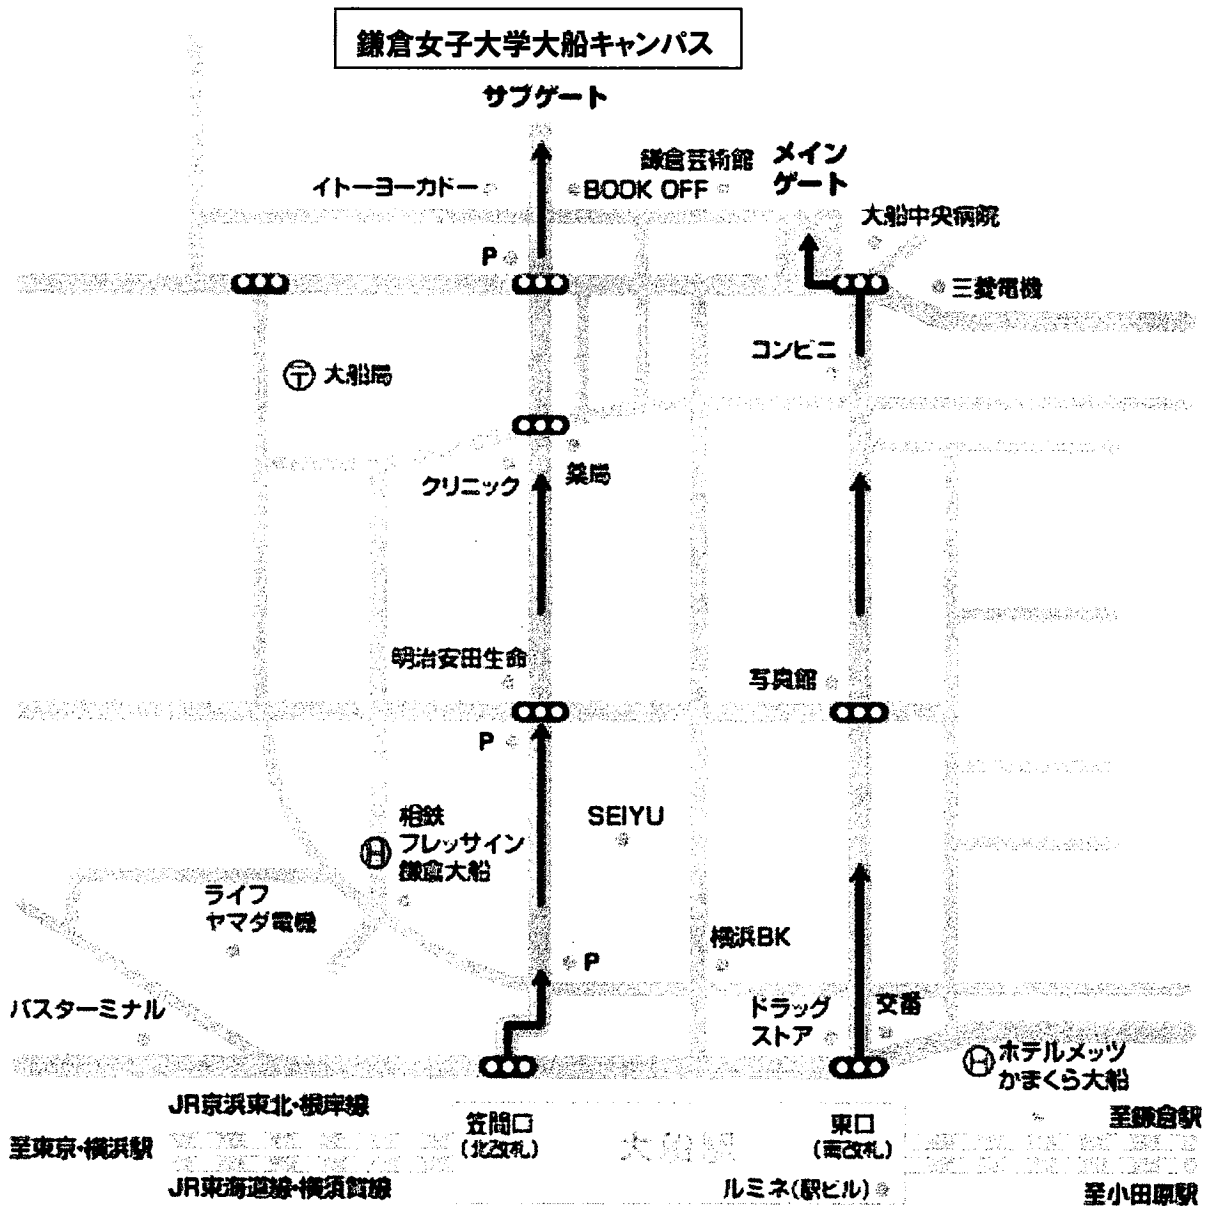 鎌倉女子大学大船キャンパス
サブゲート
鎌倉芸術館
メイン
ゲート
イトーヨーカドー
BOOK OFF
大船中央病院
P
三菱電機
コンビニ
〒 大船局
クリニック
薬局
明治安田生命
写真館
P
相鉄
フレッサイン
鎌倉大船
H
SEIYU
ライフ
ヤマダ電機
横浜BK
P
バスターミナル
ドラッグ
ストア
交番
H ホテルメッツ
かまくら大船
JR京浜東北・根岸線
笠間口
(北改札)
大船駅
東口
(南改札)
至鎌倉駅
至東京・横浜駅
JR東海道線・横須賀線
ルミネ(駅ビル)
至小田原駅